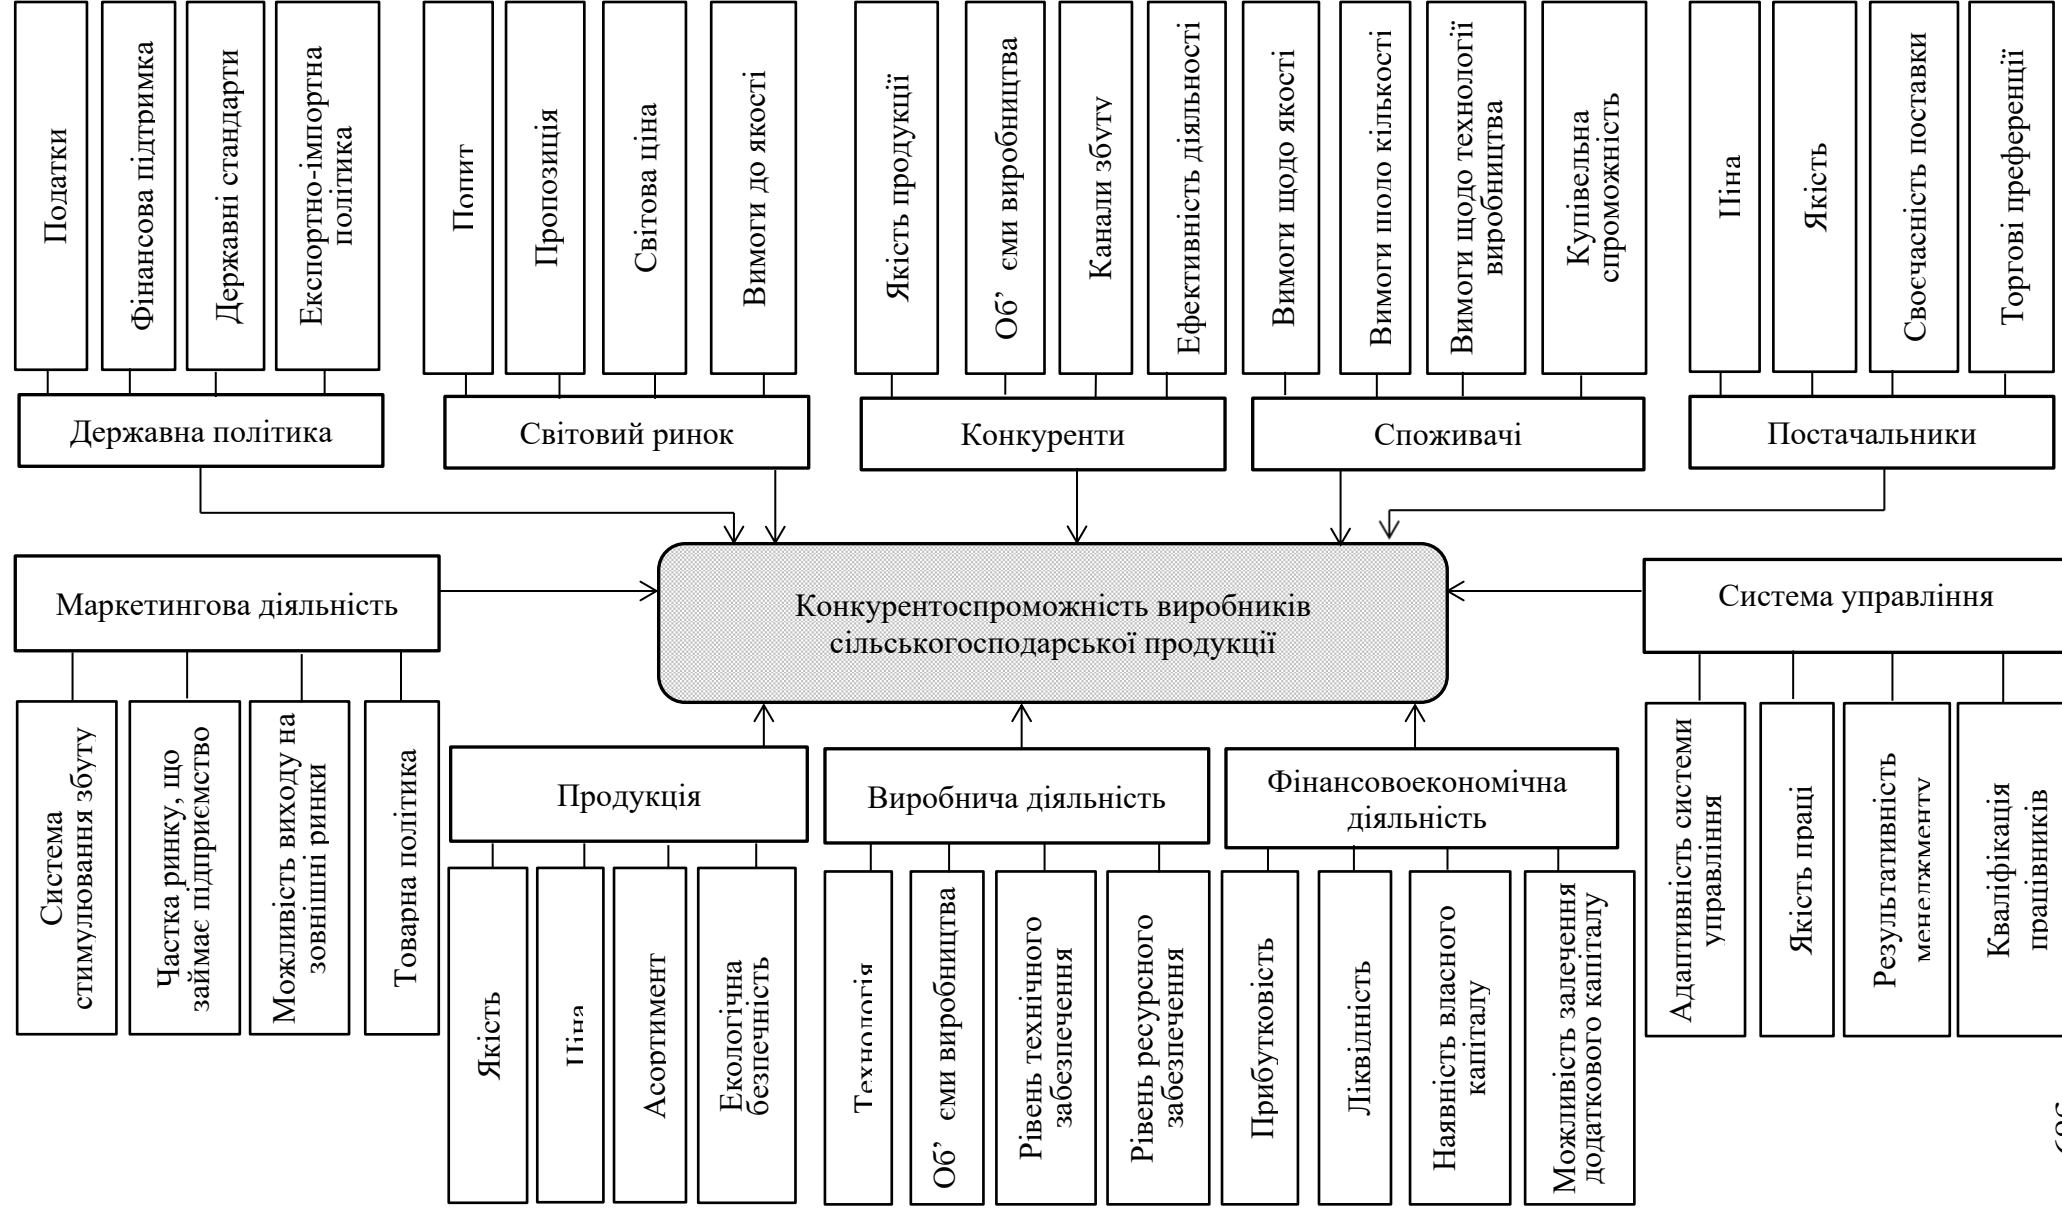 Податки
Фінансова підтримка
Державні стандарти
Експортно-імпортна
політика
Попит
Пропозиція
Світова ціна
Вимоги до якості
Якість продукції
Об’ єми виробництва
Канали збуту
Ефективність діяльності
Вимоги щодо якості
Вимоги щодо кількості
Вимоги щодо технології
виробництва
Купівельна
спроможність
Ціна
Якість
Своєчасність поставки
Торгові преференції
Державна політика
Світовий ринок
Конкуренти
Споживачі
Постачальники
Маркетингова діяльність
Конкурентоспроможність виробників
сільськогосподарської продукції
Система управління
Система
стимулювання збуту
Частка ринку, що
займає підприємство
Можливість виходу на
зовнішні ринки
Товарна політика
Продукція
Виробнича діяльність
Фінансовоекономічна
діяльність
Адаптивність системи
управління
Якість праці
Результативність
менеджменту
Кваліфікація
працівників
Якість
Ціна
Асортимент
Екологічна
безпечність
Технологія
Об’ єми виробництва
Рівень технічного
забезпечення
Рівень ресурсного
забезпечення
Прибутковість
Ліквідність
Наявність власного
капіталу
Можливість залечення
додаткового капіталу